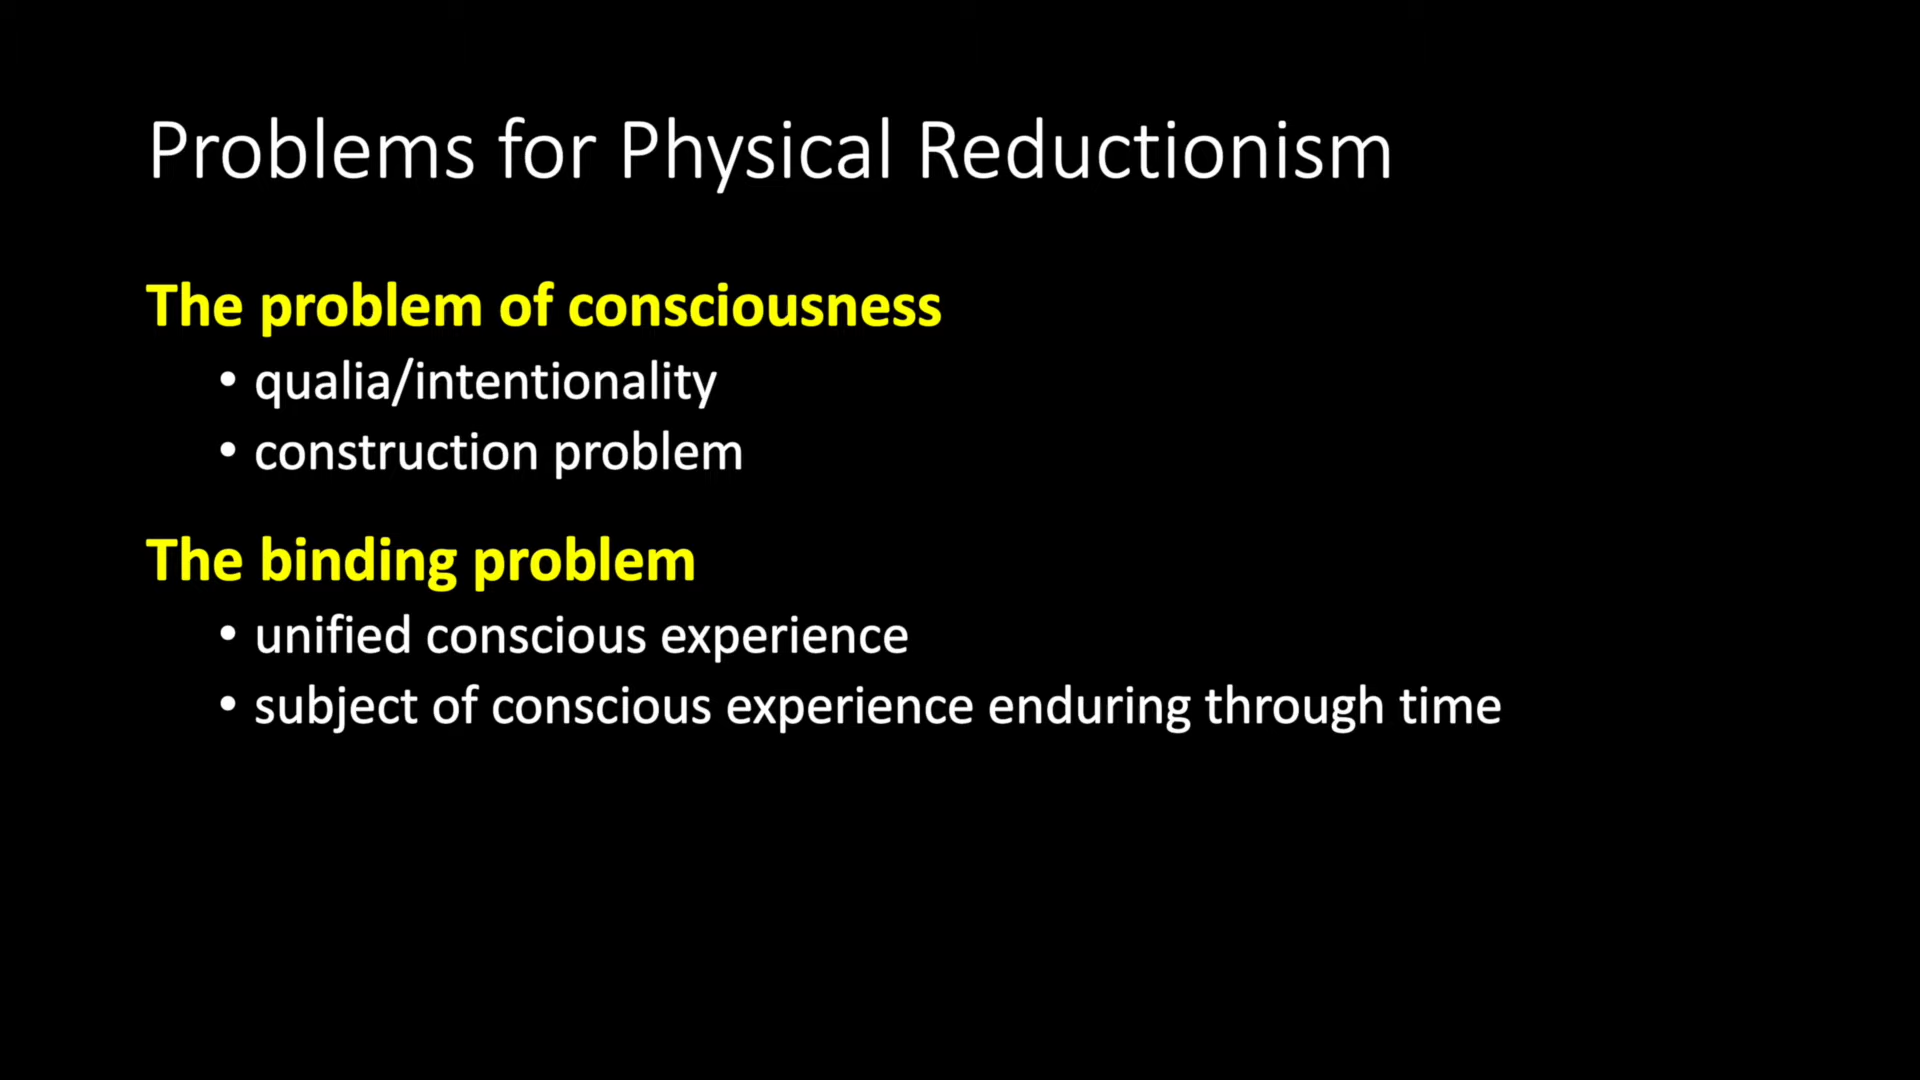 Problems for Physical Reductionism
The problem of consciousness
• qualia/intentionality
• construction problem
The binding problem
• unified conscious experience
• subject of conscious experience enduring through time